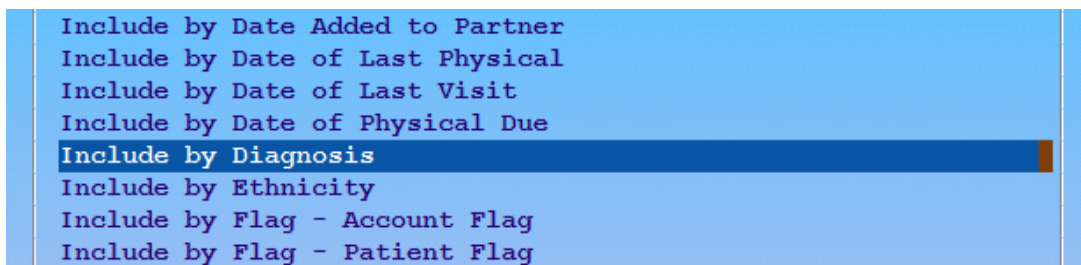 Include by Date Added to Partner
Include by Date of Last Physical
Include by Date of Last Visit
Include by Date of Physical Due
Include by Diagnosis
Include by Ethnicity
Include by Flag - Account Flag
Include by Flag - Patient Flag